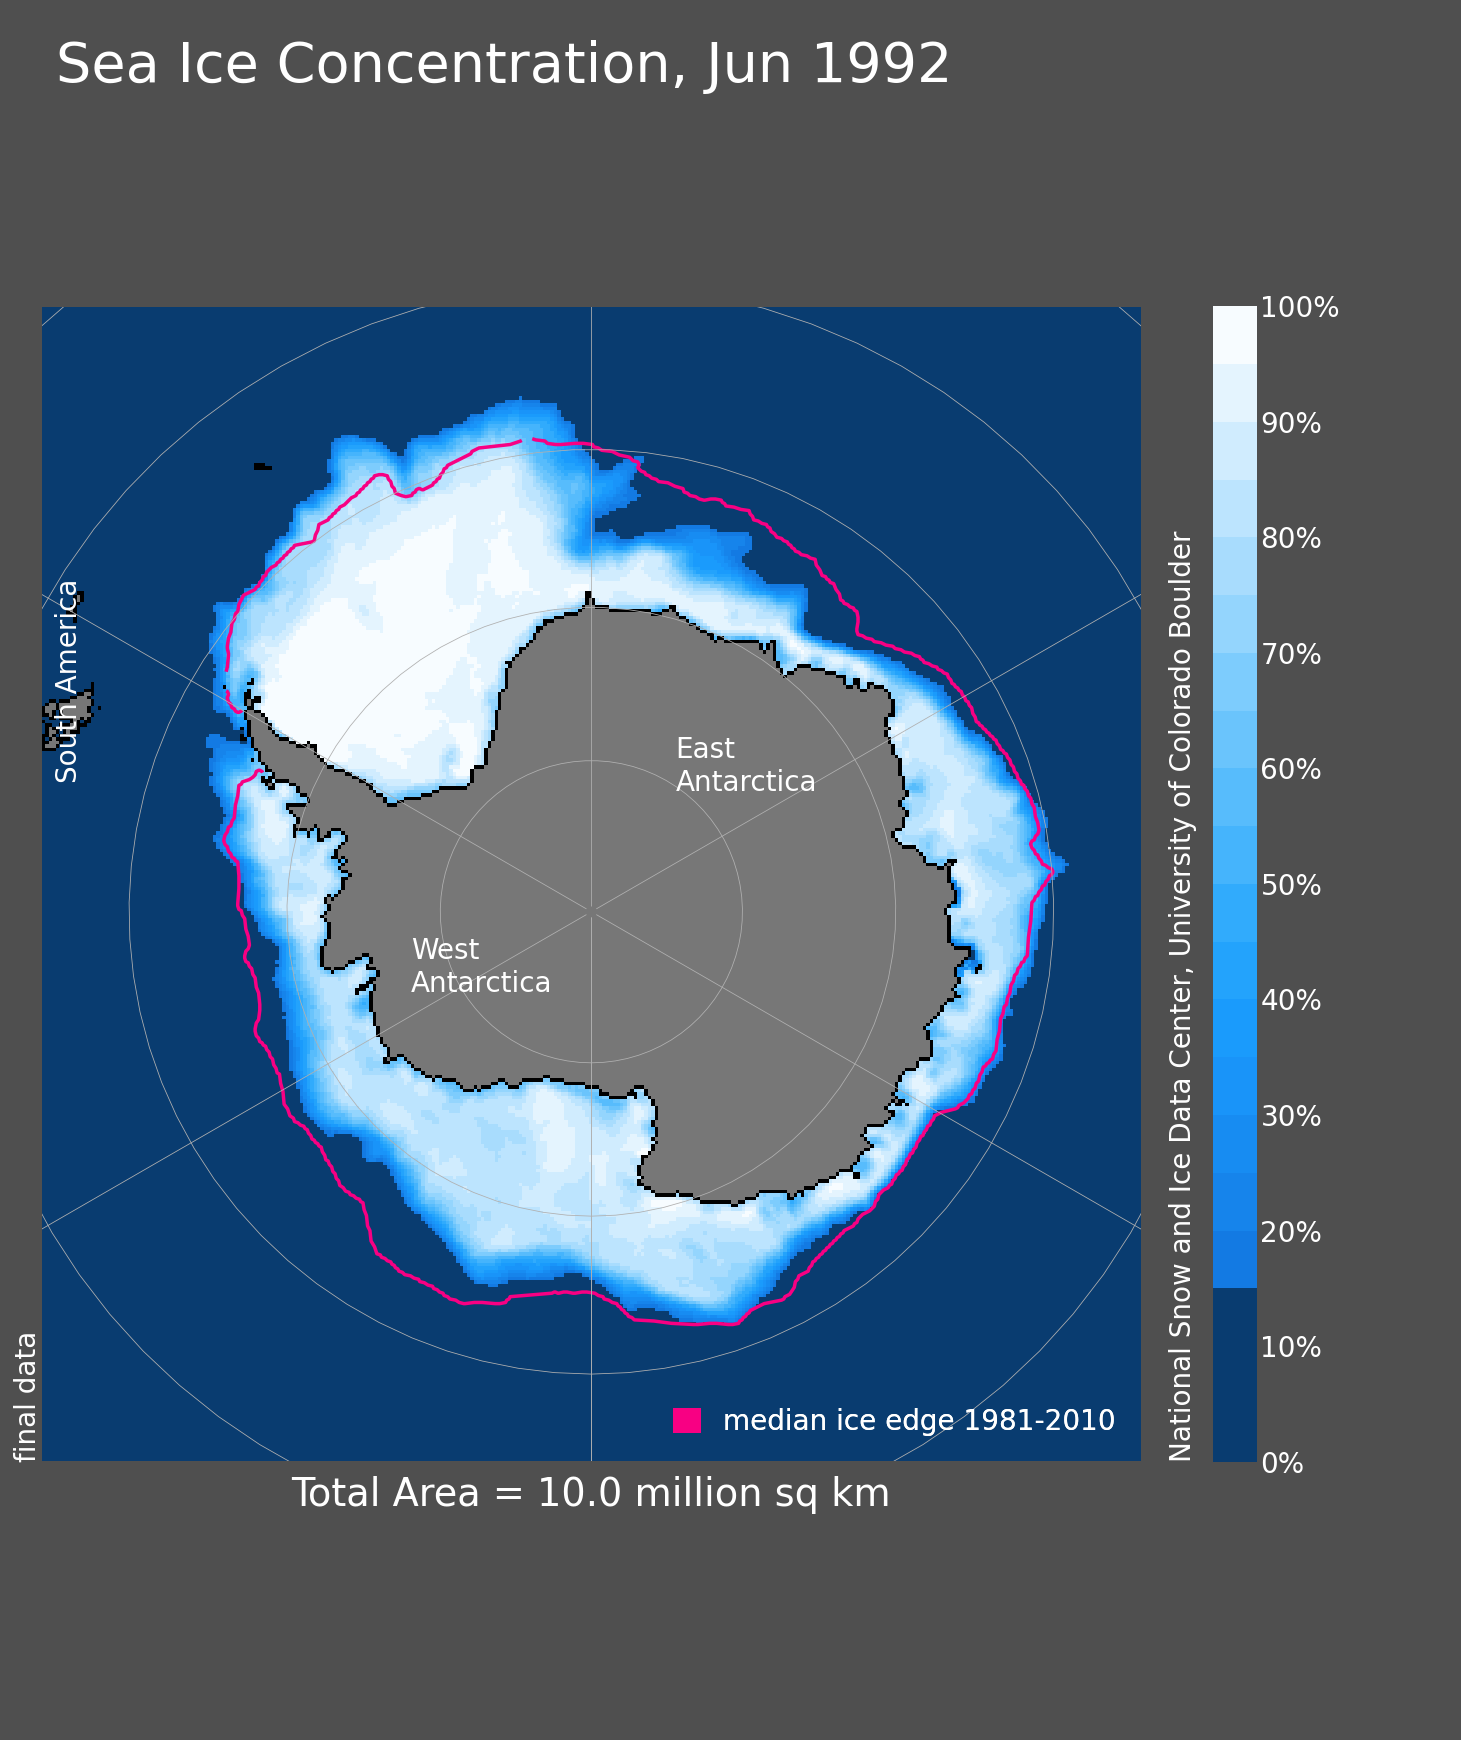 Sea Ice Concentration, Jun 1992
South America
East
Antarctica
West
Antarctica
median ice edge 1981-2010
final data
Total Area = 10.0 million sq km
National Snow and Ice Data Center, University of Colorado Boulder
100%
90%
80%
70%
60%
50%
40%
30%
20%
10%
0%